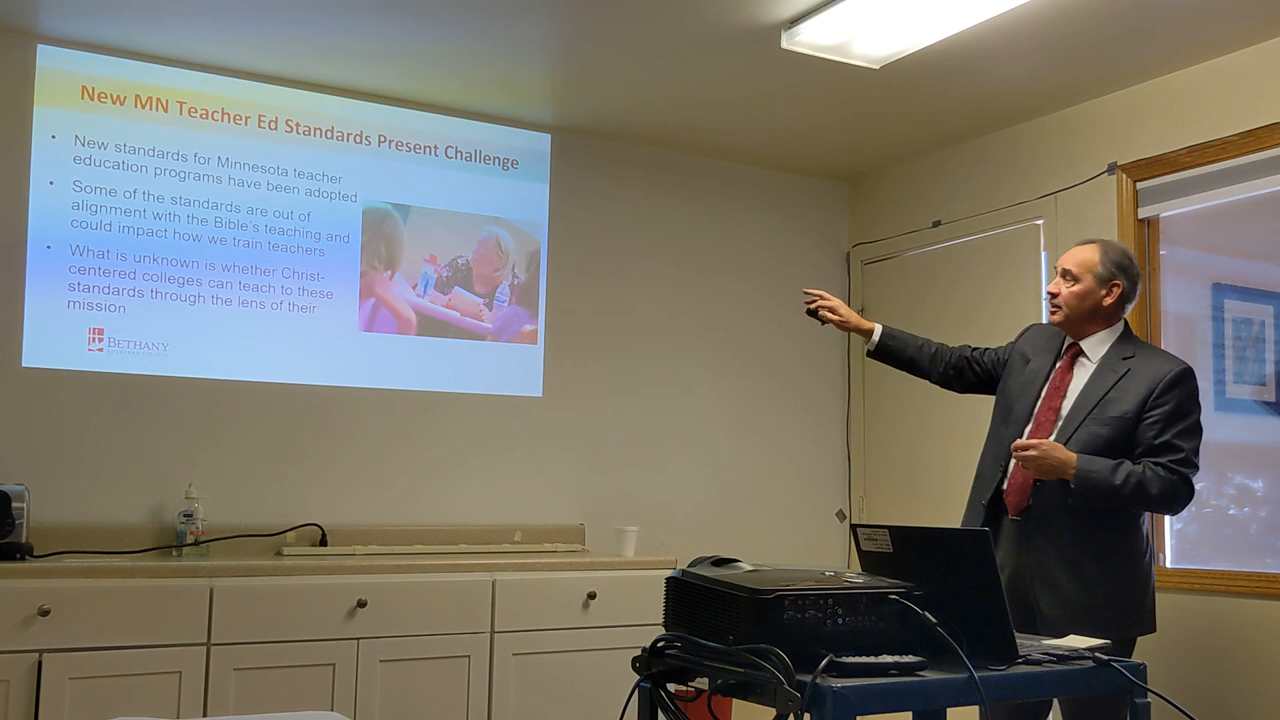 New MN Teacher Ed Standards Present Challenge
• New standards for Minnesota teacher
education programs have been adopted
• Some of the standards are out of
alignment with the Bible's teaching and
could impact how we train teachers
• What is unknown is whether Christ-
centered colleges can teach to these
standards through the lens of their
mission
BETHANY
LUTHERAN COLLEGE